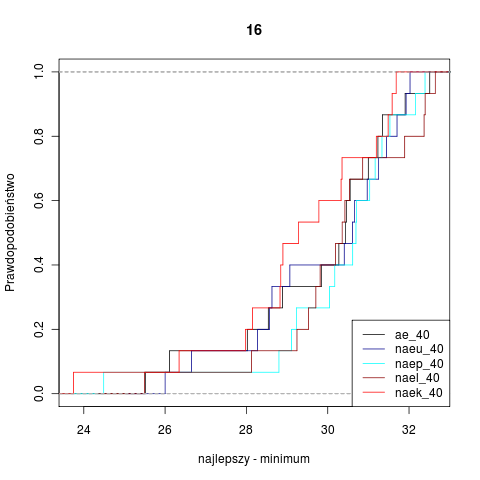 16
Prawdopodobieństwo
1.0
0.8
0.6
0.4
0.2
0.0
24 26 28 30 32
najlepszy - minimum
ae_40
naeu_40
naep_40
nael_40
naek_40